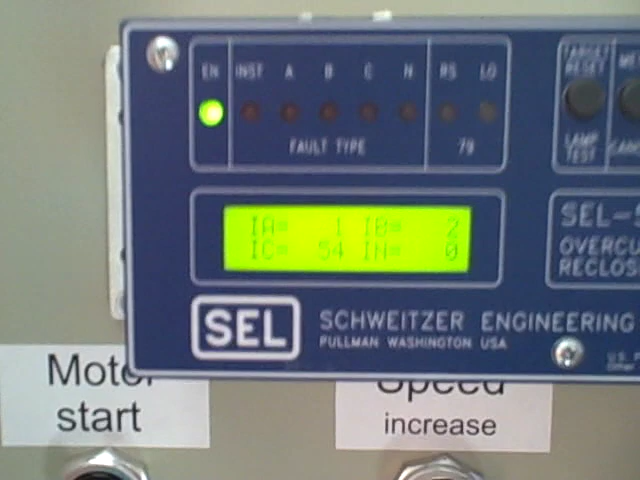 EN INST A B C N RS LO
FAULT TYPE 79
TARGET
RESET
LAMP
TEST
IA= 1 IB= 2
IC= 54 IN= 0
SEL
SCHWEITZER ENGINEERING
PULLMAN WASHINGTON USA
Motor
start
Speed
increase